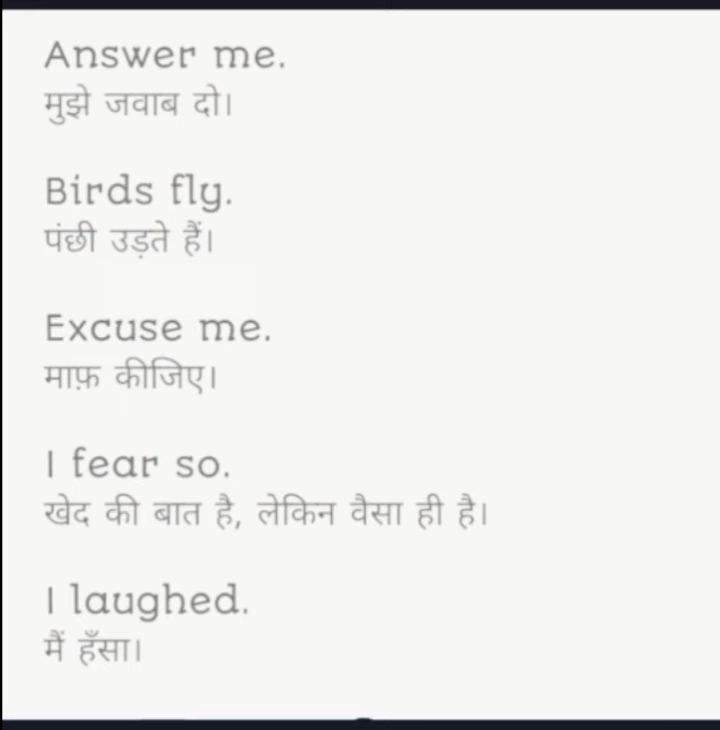 Answer me.
मुझे जवाब दो।
Birds fly.
पंछी उड़ते हैं।
Excuse me.
माफ़ कीजिए।
I fear so.
खेद की बात है, लेकिन वैसा ही है।
I laughed.
मैं हँसा।